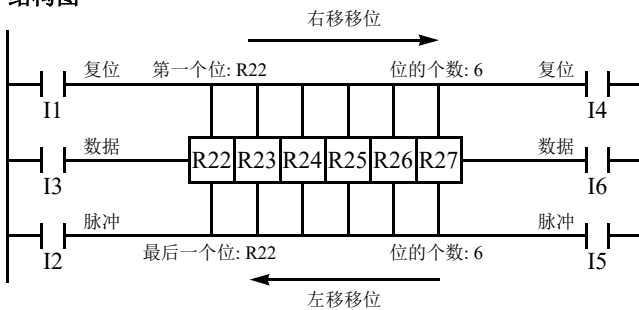 结构图
右移移位
复位 第一个位: R22 位的个数: 6 复位
I1 I4
数据 R22 R23 R24 R25 R26 R27 数据
I3 I6
脉冲 脉冲
I2 最后一个位: R22 位的个数: 6 I5
左移移位